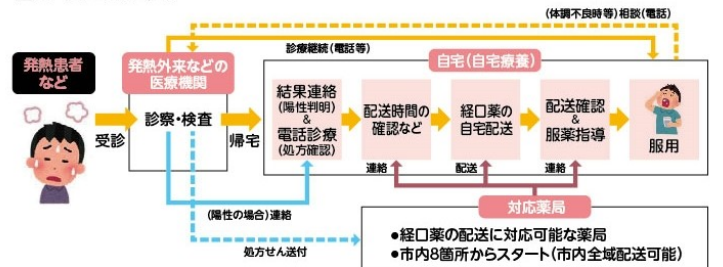 (体調不良時等)相談(電話)
診療継続(電話等)
発熱患者
など
発熱外来などの
医療機関
自宅(自宅療養)
受診
診察・検査
帰宅
結果連絡
(陽性判明)
&
電話診療
(処方確認)
配送時間の
確認など
経口薬の
自宅配送
配送確認
&
服薬指導
服用
連絡
配送
連絡
(陽性の場合)連絡
処方せん送付
対応薬局
●経口薬の配送に対応可能な薬局
●市内8箇所からスタート(市内全域配送可能)